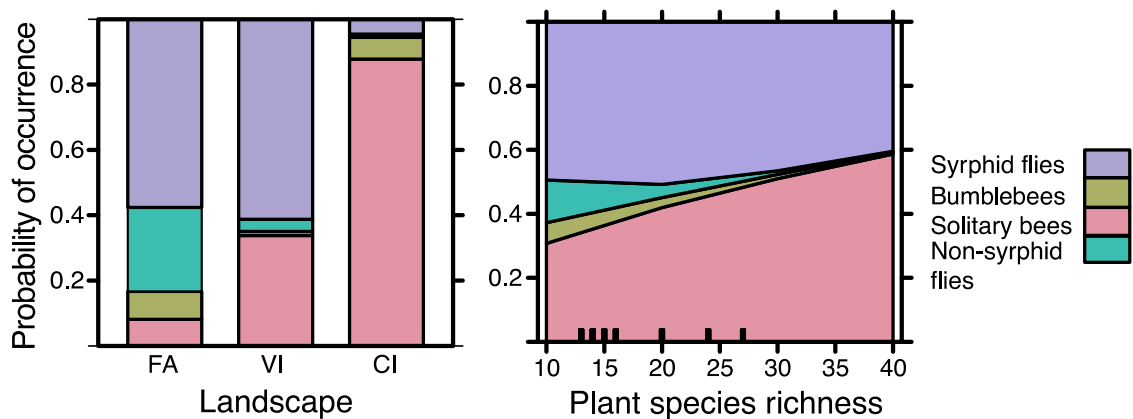 Probability of occurrence
0.8
0.6
0.4
0.2
FA VI CI
Landscape
0.8
0.6
0.4
0.2
10 15 20 25 30 35 40
Plant species richness
Syrphid flies
Bumblebees
Solitary bees
Non-syrphid
flies